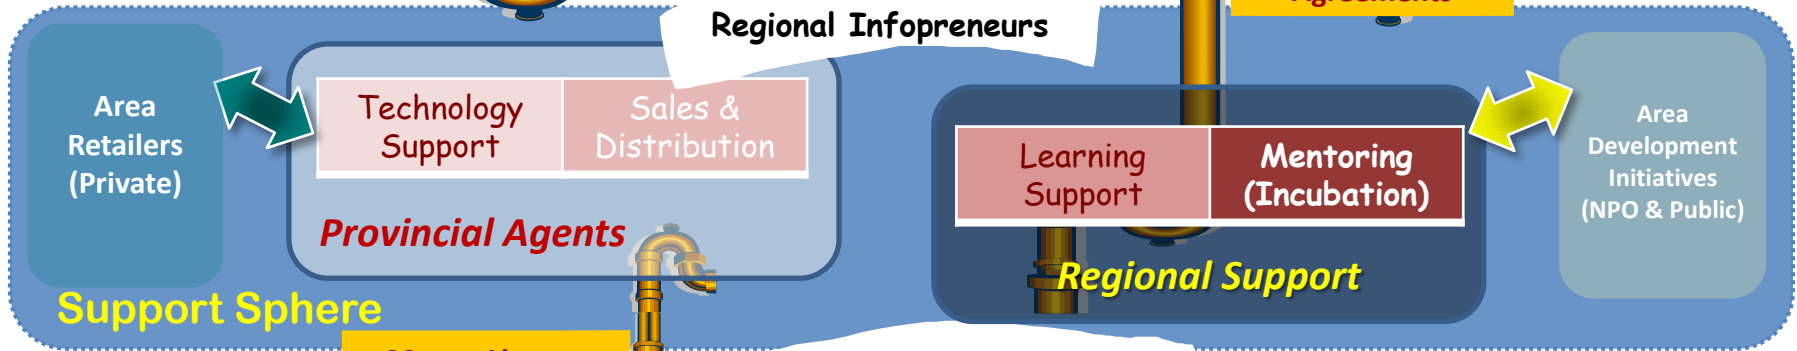 Regional Infopreneurs
Agreements
Area
Retailers
(Private)
Technology
Support
Sales &
Distribution
Provincial Agents
Learning
Support
Mentoring
(Incubation)
Regional Support
Area
Development
Initiatives
(NPO & Public)
Support Sphere